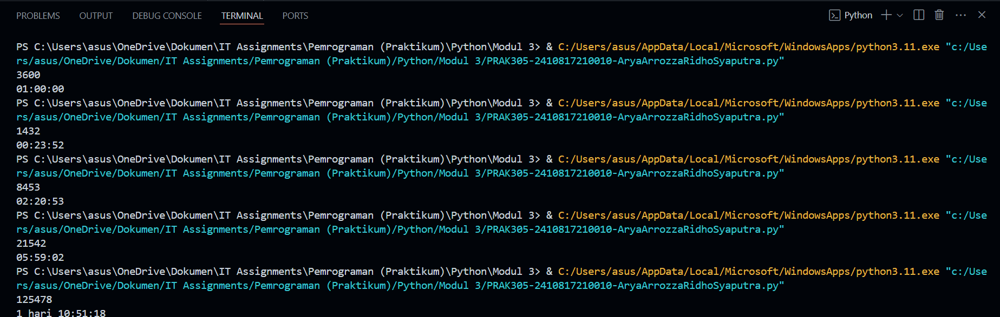 PROBLEMS OUTPUT DEBUG CONSOLE TERMINAL PORTS Python
PS C:\Users\asus\OneDrive\Dokumen\IT Assignments\Pemrograman (Praktikum)\Python\Modul 3> & C:/Users/asus/AppData/Local/Microsoft/WindowsApps/python3.11.exe "c:/Use
rs/asus/OneDrive/Dokumen/IT Assignments/Pemrograman (Praktikum)/Python/Modul 3/PRAK305-2410817210010-AryaArrozzaRidhoSyaputra.py"
3600
01:00:00
PS C:\Users\asus\OneDrive\Dokumen\IT Assignments\Pemrograman (Praktikum)\Python\Modul 3> & C:/Users/asus/AppData/Local/Microsoft/WindowsApps/python3.11.exe "c:/Use
rs/asus/OneDrive/Dokumen/IT Assignments/Pemrograman (Praktikum)/Python/Modul 3/PRAK305-2410817210010-AryaArrozzaRidhoSyaputra.py"
1432
00:23:52
PS C:\Users\asus\OneDrive\Dokumen\IT Assignments\Pemrograman (Praktikum)\Python\Modul 3> & C:/Users/asus/AppData/Local/Microsoft/WindowsApps/python3.11.exe "c:/Use
rs/asus/OneDrive/Dokumen/IT Assignments/Pemrograman (Praktikum)/Python/Modul 3/PRAK305-2410817210010-AryaArrozzaRidhoSyaputra.py"
8453
02:20:53
PS C:\Users\asus\OneDrive\Dokumen\IT Assignments\Pemrograman (Praktikum)\Python\Modul 3> & C:/Users/asus/AppData/Local/Microsoft/WindowsApps/python3.11.exe "c:/Use
rs/asus/OneDrive/Dokumen/IT Assignments/Pemrograman (Praktikum)/Python/Modul 3/PRAK305-2410817210010-AryaArrozzaRidhoSyaputra.py"
21542
05:59:02
PS C:\Users\asus\OneDrive\Dokumen\IT Assignments\Pemrograman (Praktikum)\Python\Modul 3> & C:/Users/asus/AppData/Local/Microsoft/WindowsApps/python3.11.exe "c:/Use
rs/asus/OneDrive/Dokumen/IT Assignments/Pemrograman (Praktikum)/Python/Modul 3/PRAK305-2410817210010-AryaArrozzaRidhoSyaputra.py"
125478
1 hari 10:51:18